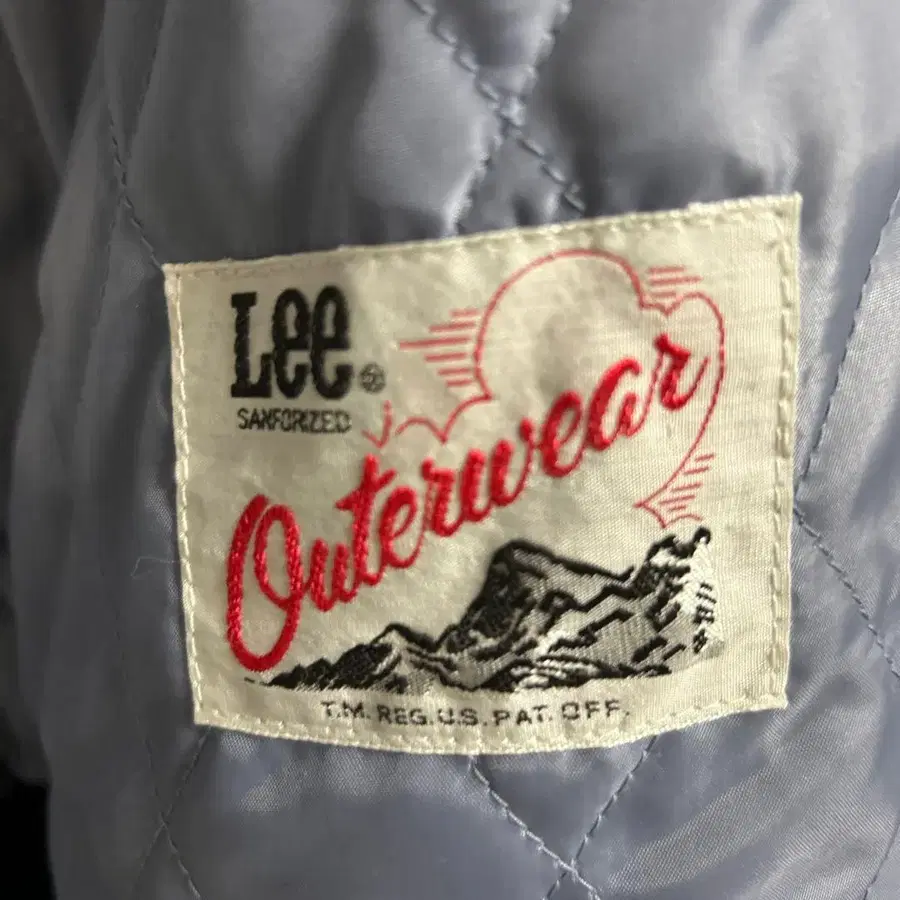 Lee®
SANFORIZED
Outerwear
T.M. REG. U.S. PAT. OFF.